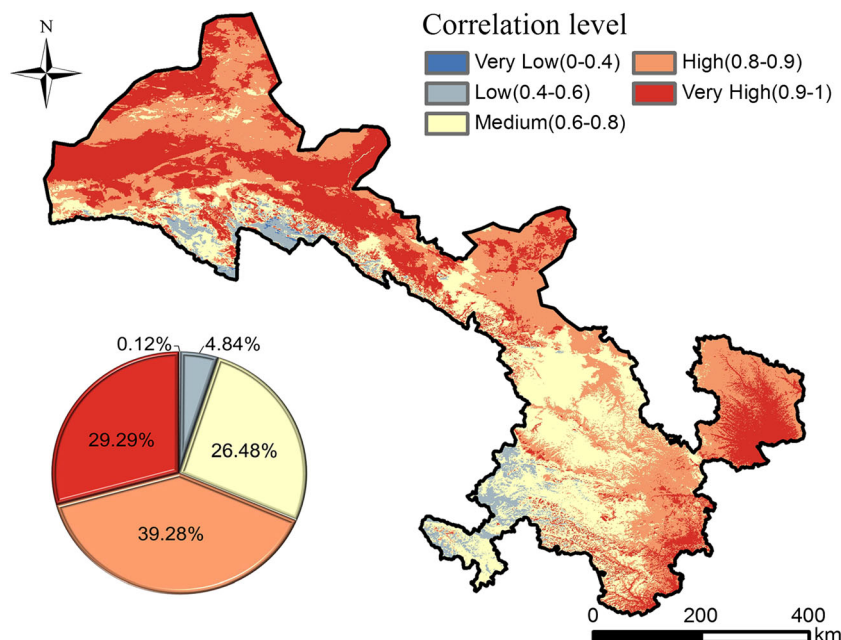 N
Correlation level
Very Low(0-0.4)
High(0.8-0.9)
Low(0.4-0.6)
Very High(0.9-1)
Medium(0.6-0.8)
0.12%
4.84%
29.29%
26.48%
39.28%
0 200 400
km